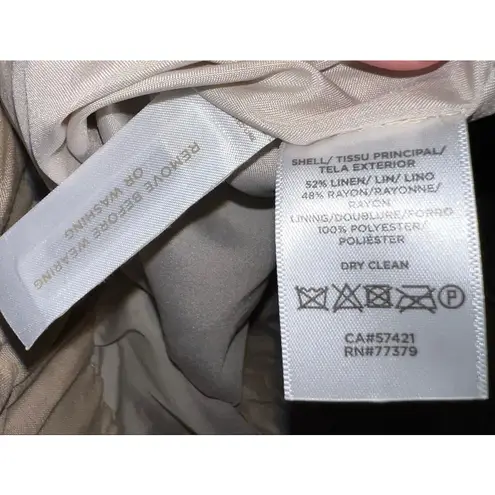 REMOVE BEFORE WEARING
OR WASHING
SHELL/ TISSU PRINCIPAL/
TELA EXTERIOR
52% LINEN/ LIN/ LINO
48% RAYON/RAYONNE/
RAYON
LINING/DOUBLURE/FORRO
100% POLYESTER/
POLIÉSTER
DRY CLEAN
P
CA#57421
RN#77379